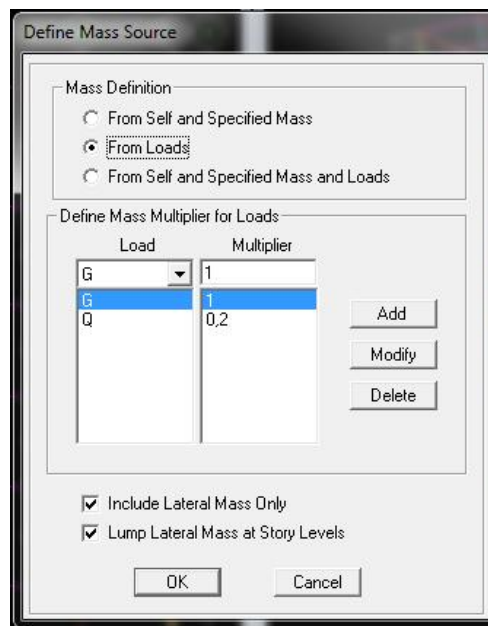 Define Mass Source
Mass Definition
From Self and Specified Mass
From Loads
From Self and Specified Mass and Loads
Define Mass Multiplier for Loads
Load Multiplier
G 1
G 1
Q 0,2
Add
Modify
Delete
Include Lateral Mass Only
Lump Lateral Mass at Story Levels
OK Cancel